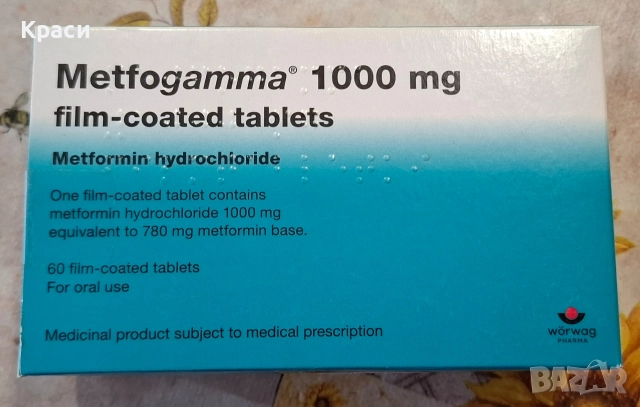 Краси
Metfogamma® 1000 mg
film-coated tablets
Metformin hydrochloride
One film-coated tablet contains
metformin hydrochloride 1000 mg
equivalent to 780 mg metformin base.
60 film-coated tablets
For oral use
Medicinal product subject to medical prescription
wörwag
PHARMA
BAZAR